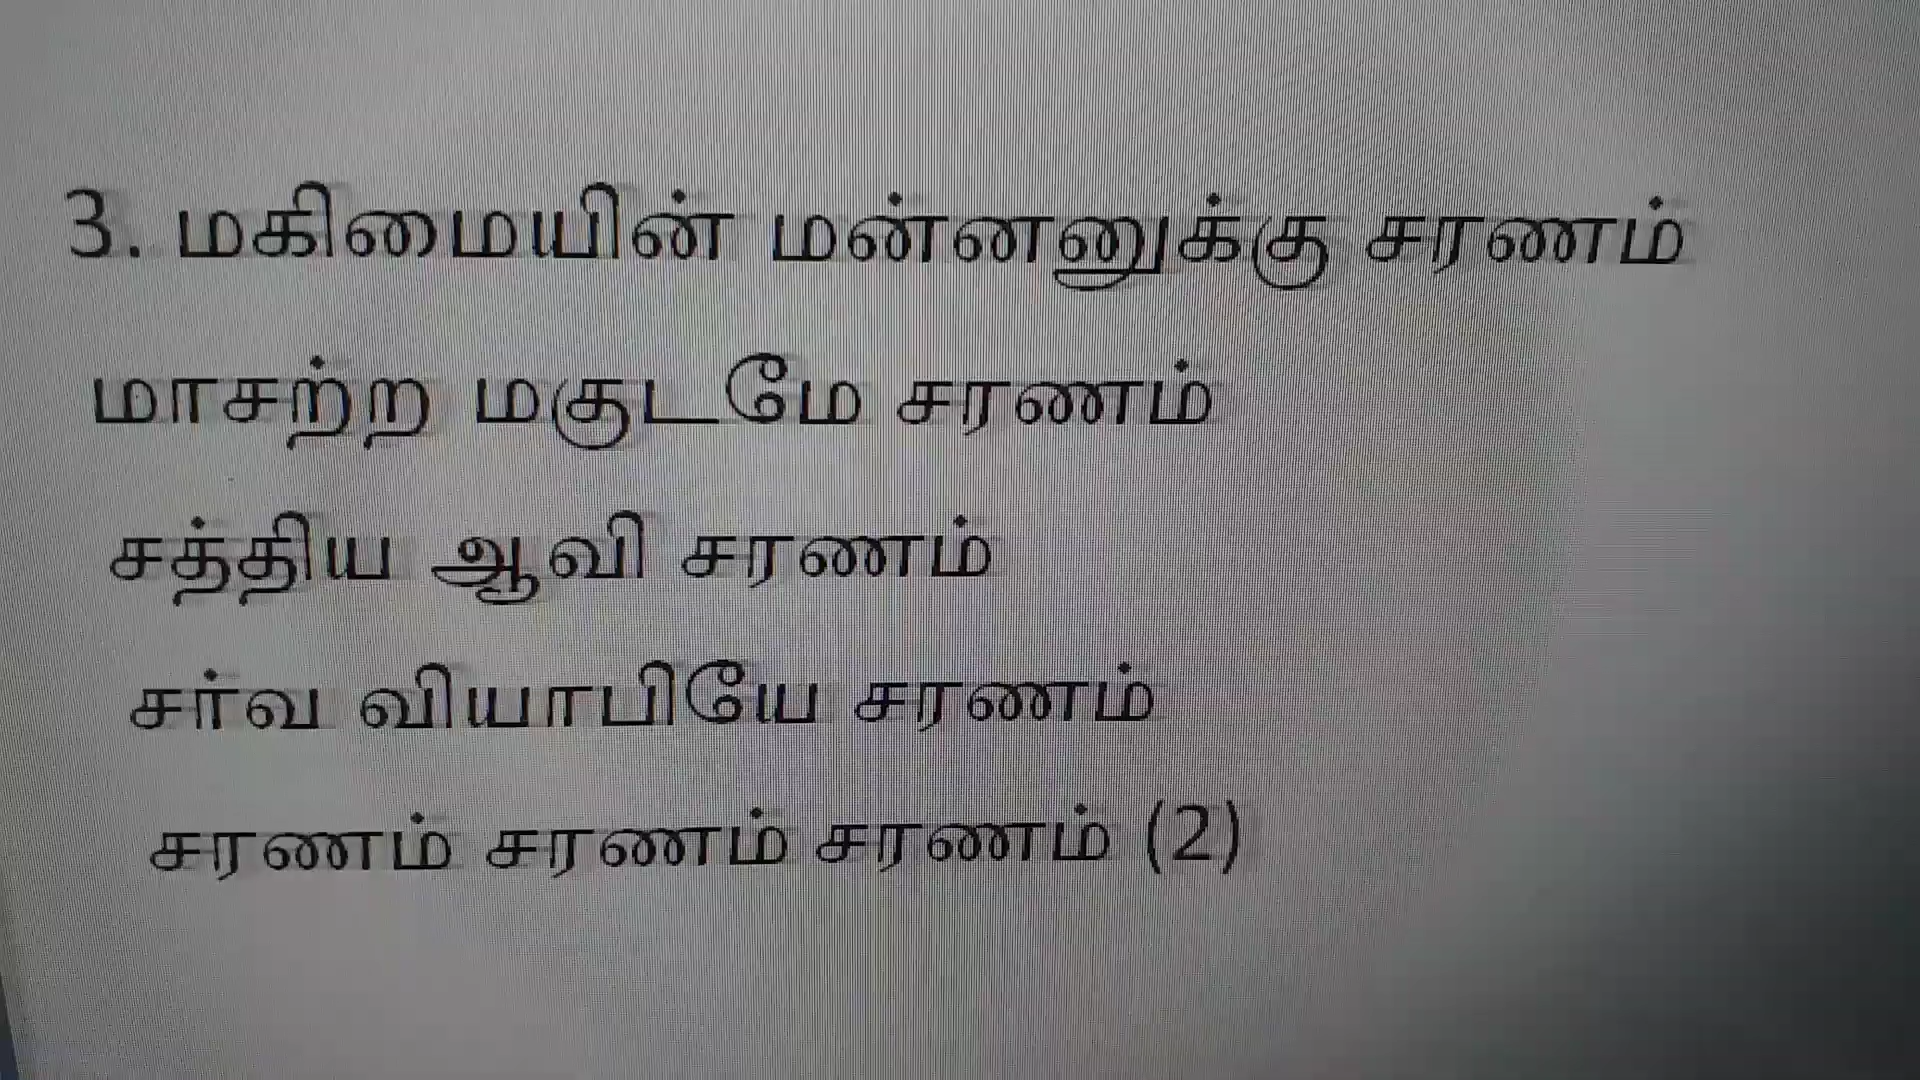 3. மகிமையின் மன்னனுக்கு சரணம்
மாசற்ற மகுடமே சரணம்
சத்திய ஆவி சரணம்
சர்வ வியாபியே சரணம்
சரணம் சரணம் சரணம் (2)